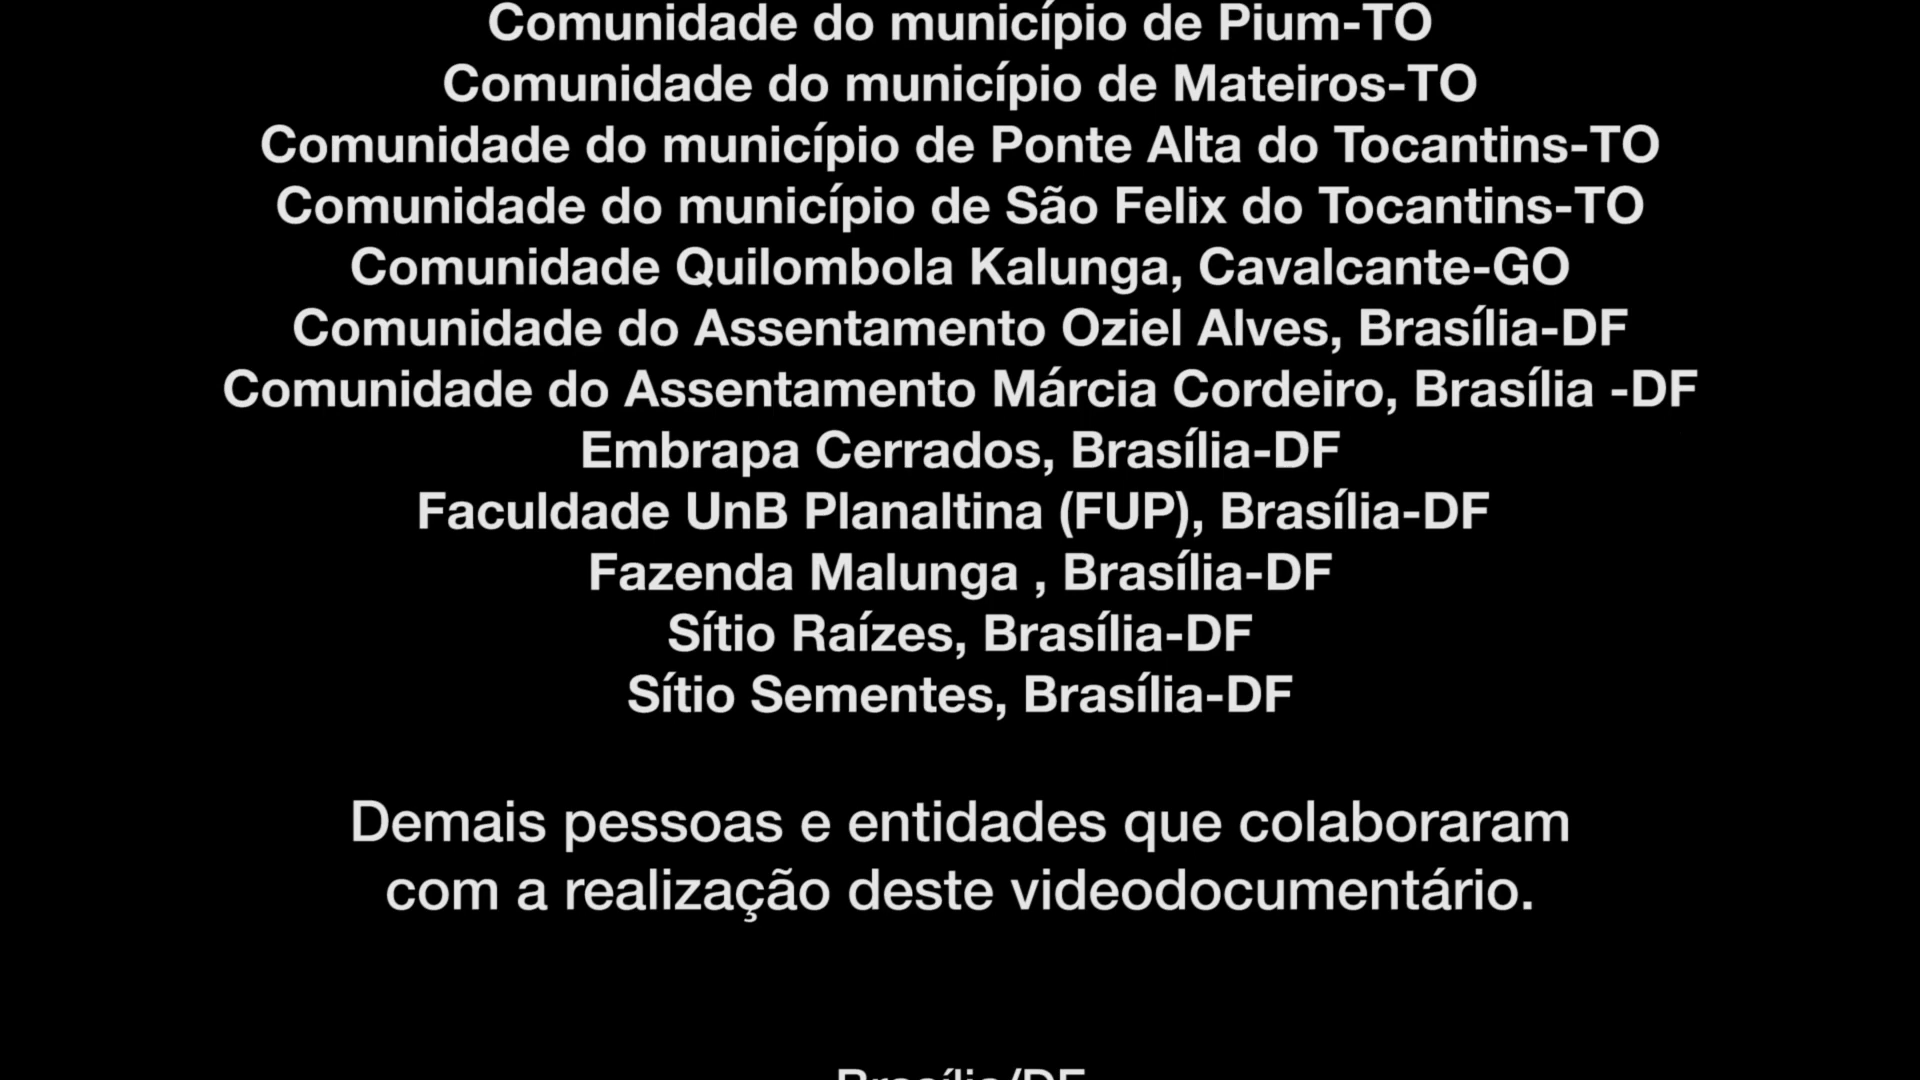 Comunidade do município de Pium-TO
Comunidade do município de Mateiros-TO
Comunidade do município de Ponte Alta do Tocantins-TO
Comunidade do município de São Felix do Tocantins-TO
Comunidade Quilombola Kalunga, Cavalcante-GO
Comunidade do Assentamento Oziel Alves, Brasília-DF
Comunidade do Assentamento Márcia Cordeiro, Brasília -DF
Embrapa Cerrados, Brasília-DF
Faculdade UnB Planaltina (FUP), Brasília-DF
Fazenda Malunga , Brasília-DF
Sítio Raízes, Brasília-DF
Sítio Sementes, Brasília-DF
Demais pessoas e entidades que colaboraram
com a realização deste videodocumentário.
Brasília/DF